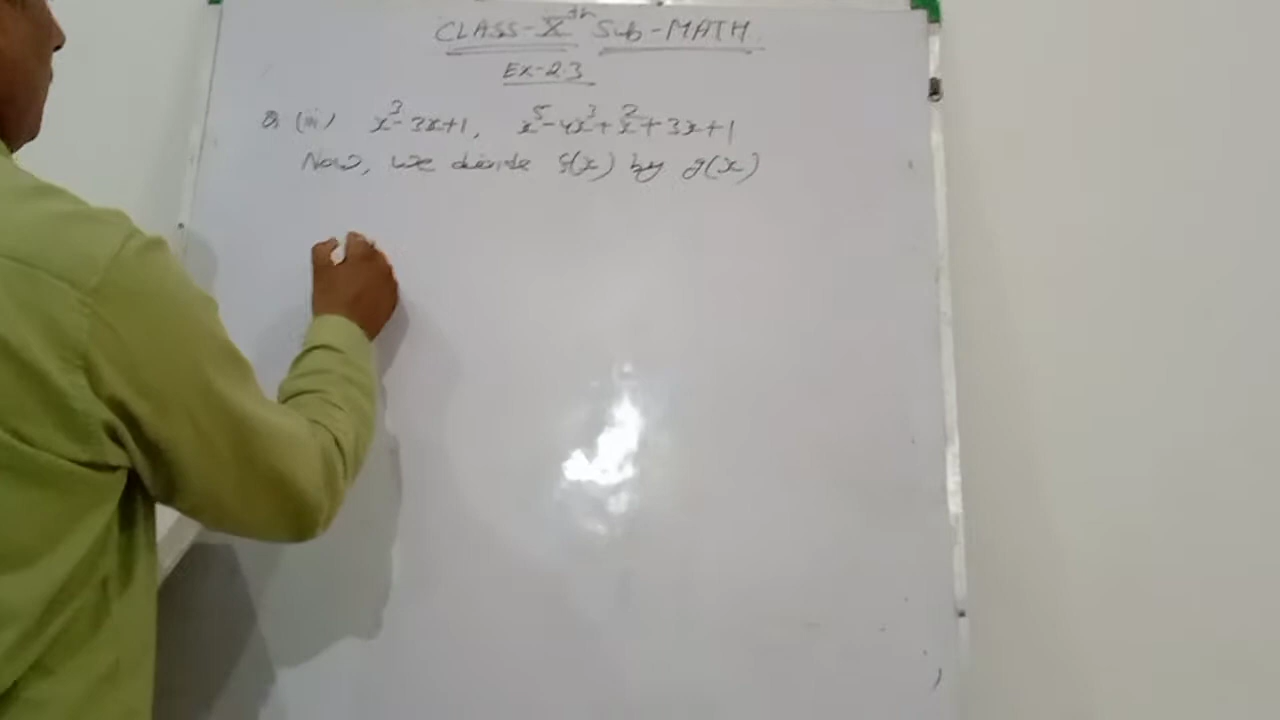 CLASS-Xth Sub-MATH
Ex-2.3
Q (iii) x³-3x+1, x⁵-4x³+x²+3x+1
Now, we divide f(x) by g(x)